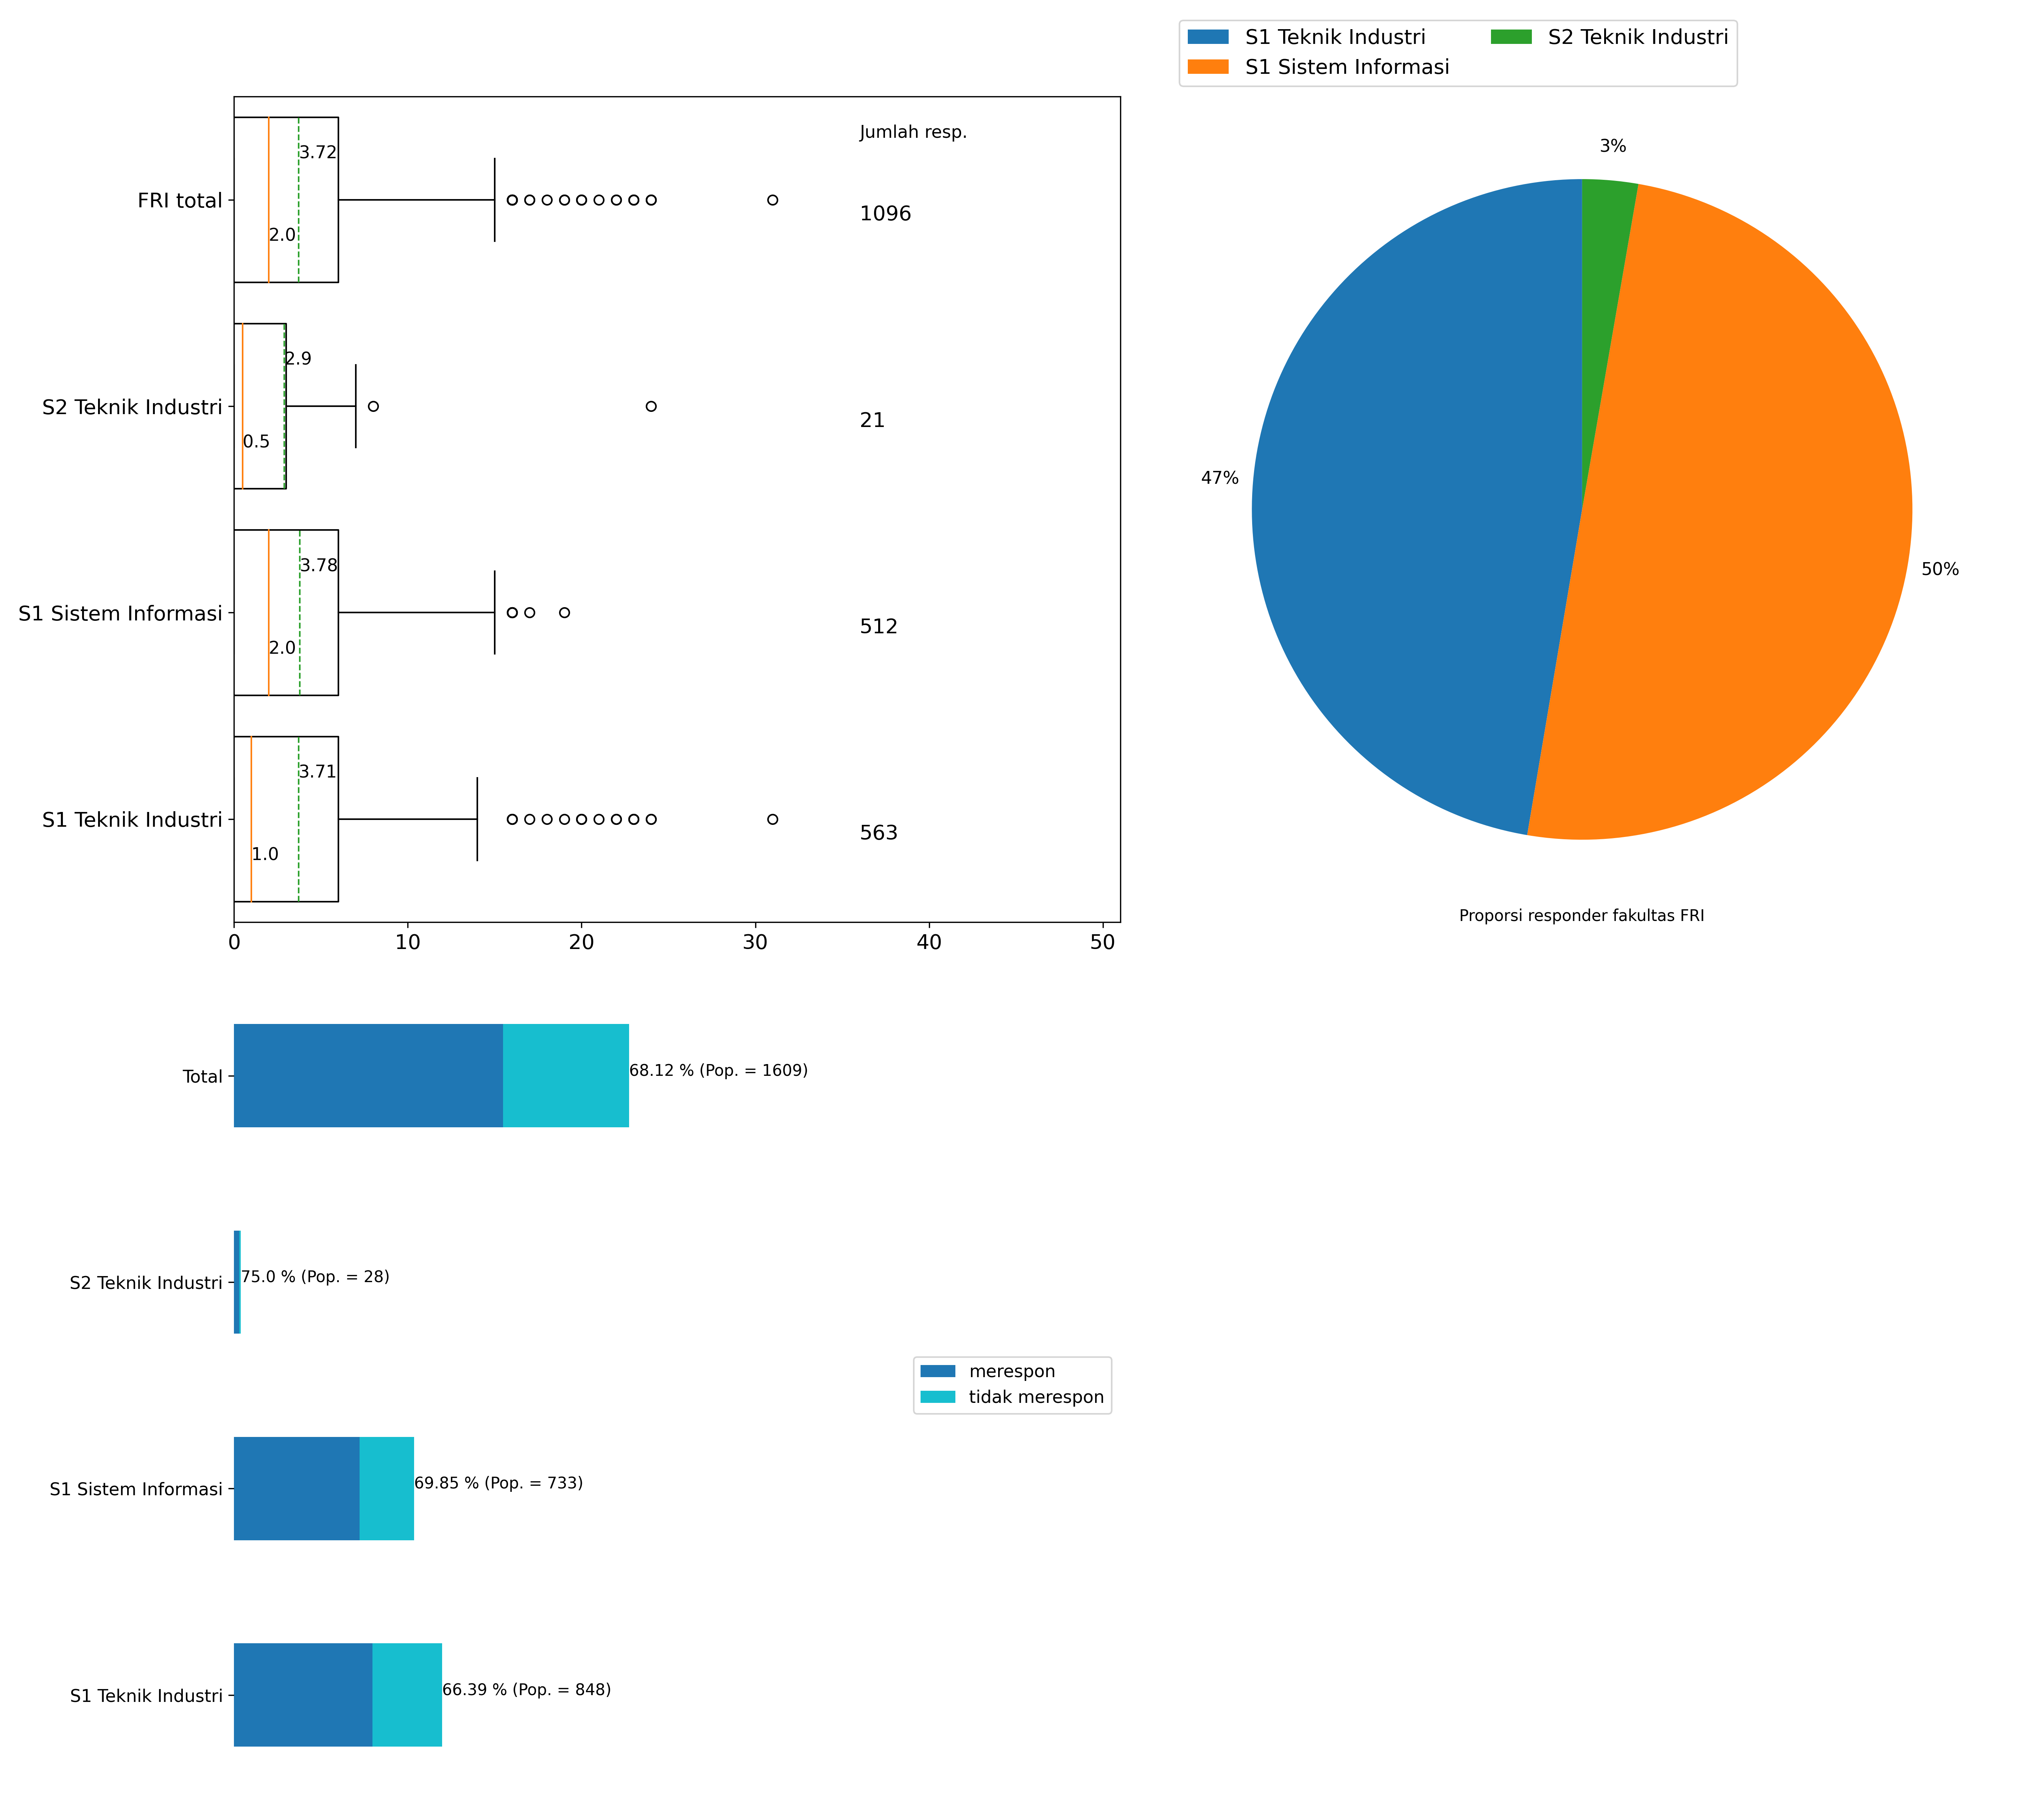 S1 Teknik Industri
S1 Sistem Informasi
S2 Teknik Industri
Jumlah resp.
FRI total
3.72
2.0
1096
S2 Teknik Industri
2.9
0.5
21
S1 Sistem Informasi
3.78
2.0
512
S1 Teknik Industri
3.71
1.0
563
0 10 20 30 40 50
3%
47%
50%
Proporsi responder fakultas FRI
Total
68.12 % (Pop. = 1609)
S2 Teknik Industri
75.0 % (Pop. = 28)
merespon
tidak merespon
S1 Sistem Informasi
69.85 % (Pop. = 733)
S1 Teknik Industri
66.39 % (Pop. = 848)